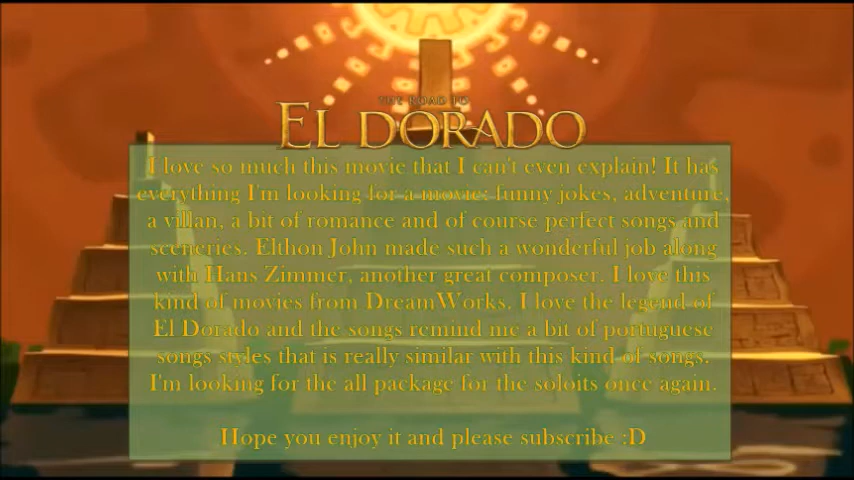 THE ROAD TO
EL DORADO
I love so much this movie that I can't even explain! It has
everything I'm looking for a movie: funny jokes, adventure,
a villan, a bit of romance and of course perfect songs and
sceneries. Elthon John made such a wonderful job along
with Hans Zimmer, another great composer. I love this
kind of movies from DreamWorks. I love the legend of
El Dorado and the songs remind me a bit of portuguese
songs styles that is really similar with this kind of songs.
I'm looking for the all package for the soloits once again.
Hope you enjoy it and please subscribe :D